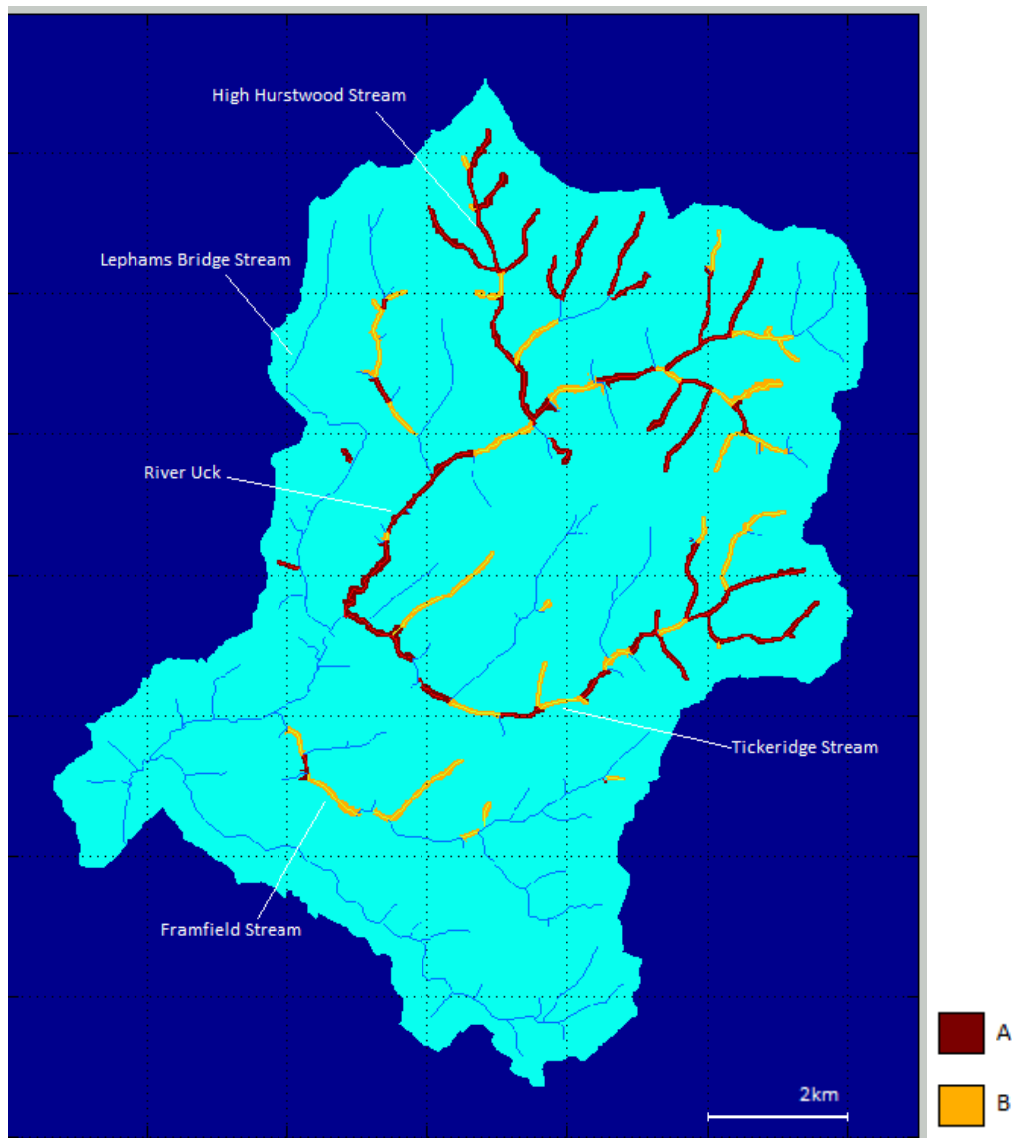 High Hurstwood Stream
Lephams Bridge Stream
River Uck
Tickeridge Stream
Framfield Stream
A
2km
B